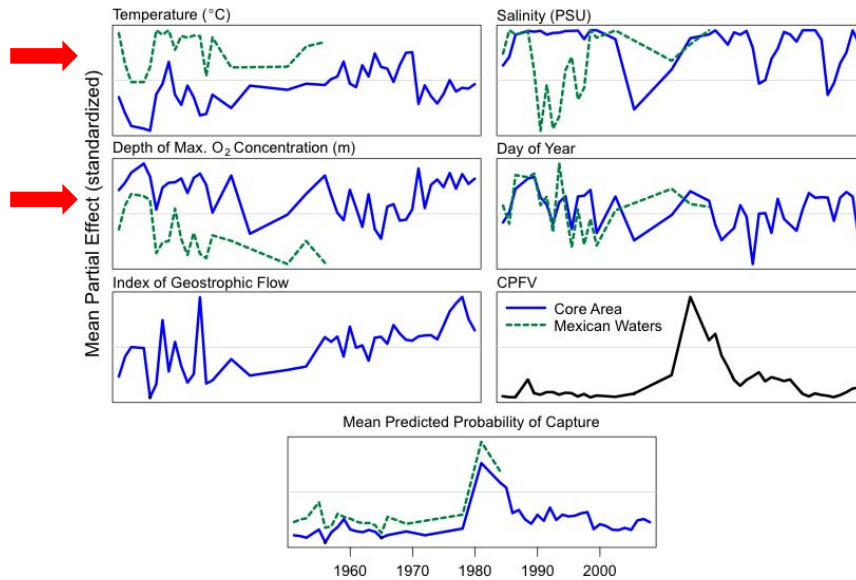 Temperature (°C)
Salinity (PSU)
Mean Partial Effect (standardized)
Depth of Max. O₂ Concentration (m)
Day of Year
Index of Geostrophic Flow
CPFV
Core Area
Mexican Waters
Mean Predicted Probability of Capture
1960 1970 1980 1990 2000